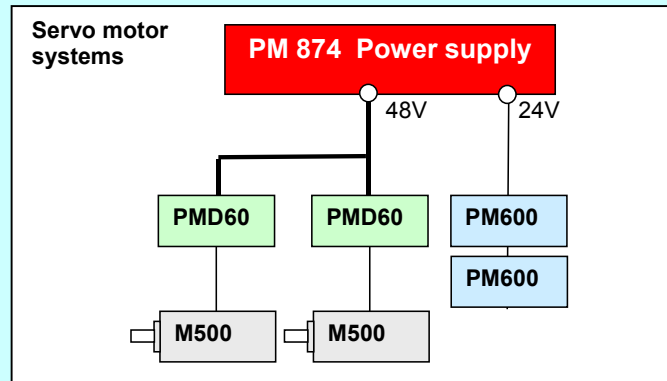 Servo motor
systems
PM 874 Power supply
48V
24V
PMD60
PMD60
PM600
PM600
M500
M500